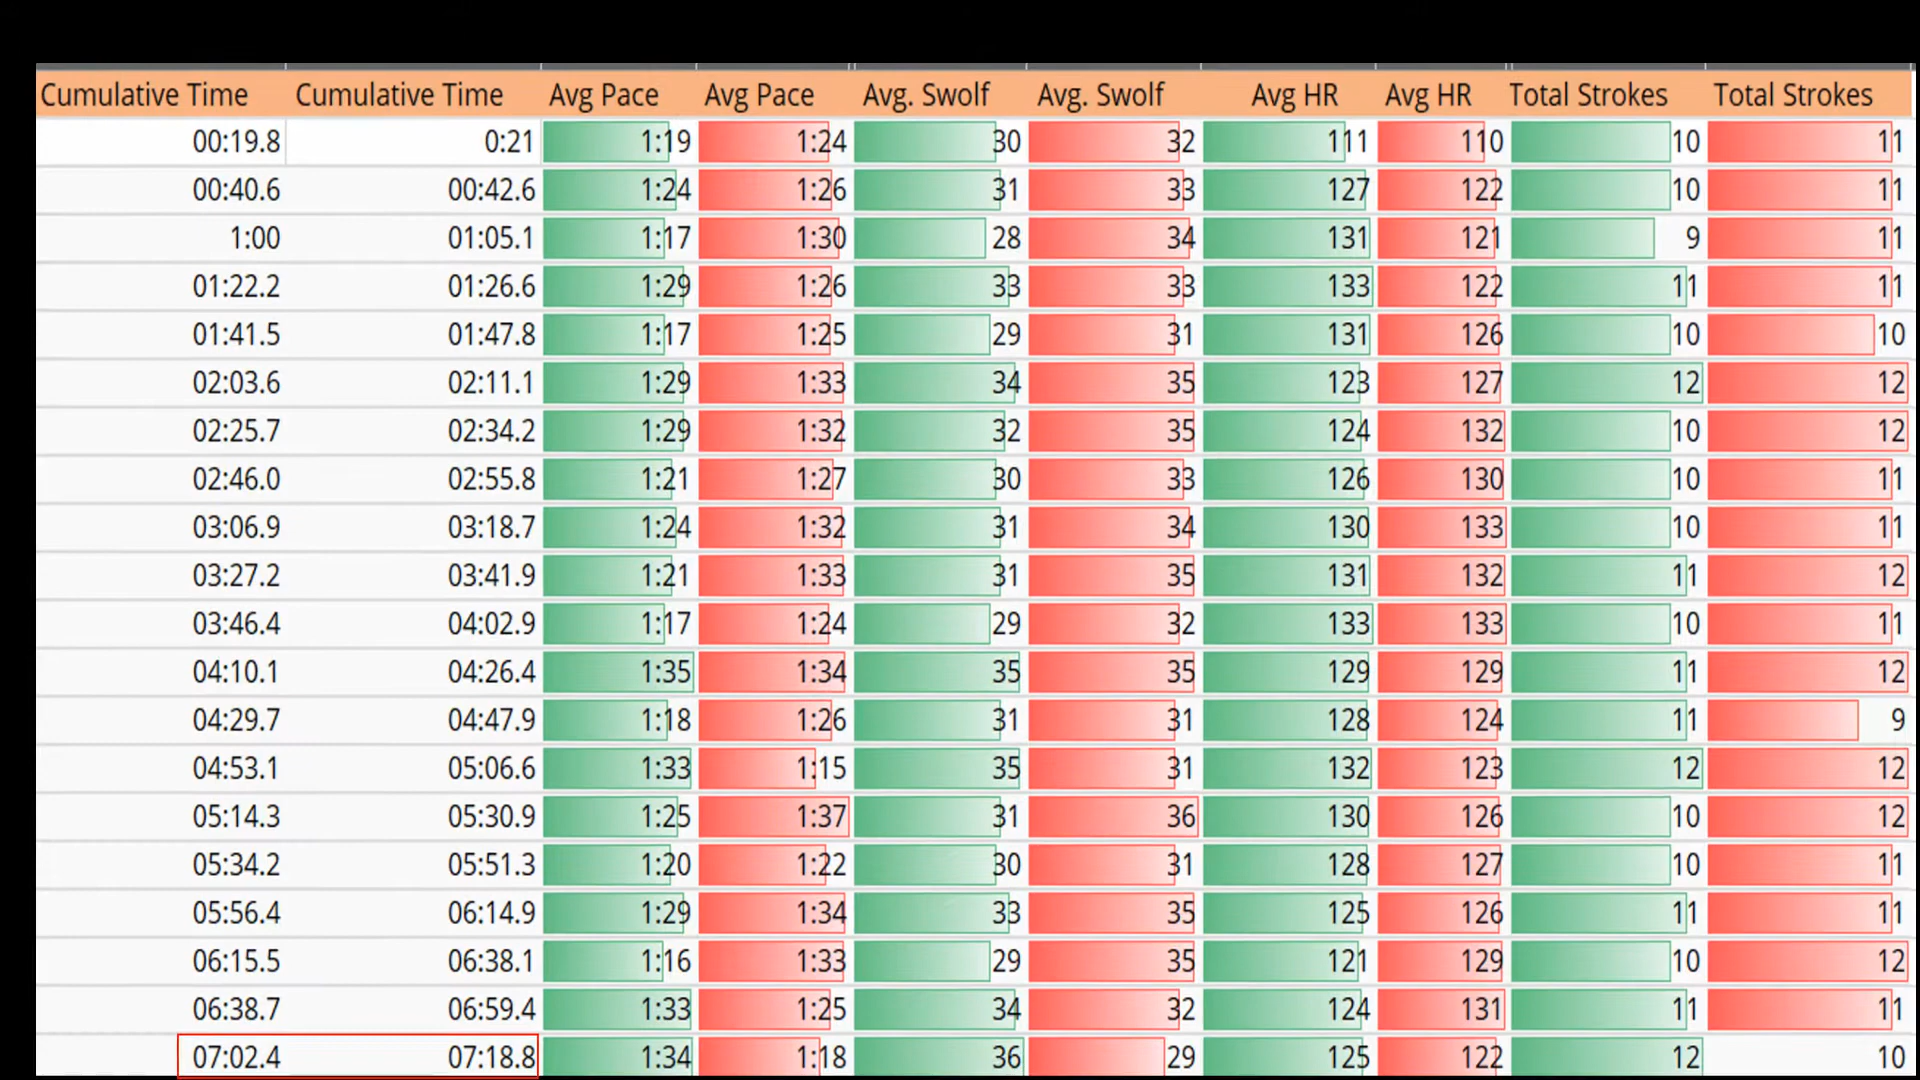 Cumulative Time Cumulative Time Avg Pace Avg Pace Avg. Swolf Avg. Swolf Avg HR Avg HR Total Strokes Total Strokes
00:19.8 0:21 1:19 1:24 30 32 111 110 10 11
00:40.6 00:42.6 1:24 1:26 31 33 127 122 10 11
1:00 01:05.1 1:17 1:30 28 34 131 121 9 11
01:22.2 01:26.6 1:29 1:26 33 33 133 122 11 11
01:41.5 01:47.8 1:17 1:25 29 31 131 126 10 10
02:03.6 02:11.1 1:29 1:33 34 35 123 127 12 12
02:25.7 02:34.2 1:29 1:32 32 35 124 132 10 12
02:46.0 02:55.8 1:21 1:27 30 33 126 130 10 11
03:06.9 03:18.7 1:24 1:32 31 34 130 133 10 11
03:27.2 03:41.9 1:21 1:33 31 35 131 132 11 12
03:46.4 04:02.9 1:17 1:24 29 32 133 133 10 11
04:10.1 04:26.4 1:35 1:34 35 35 129 129 11 12
04:29.7 04:47.9 1:18 1:26 31 31 128 124 11 9
04:53.1 05:06.6 1:33 1:15 35 31 132 123 12 12
05:14.3 05:30.9 1:25 1:37 31 36 130 126 10 12
05:34.2 05:51.3 1:20 1:22 30 31 128 127 10 11
05:56.4 06:14.9 1:29 1:34 33 35 125 126 11 11
06:15.5 06:38.1 1:16 1:33 29 35 121 129 10 12
06:38.7 06:59.4 1:33 1:25 34 32 124 131 11 11
07:02.4 07:18.8 1:34 1:18 36 29 125 122 12 10